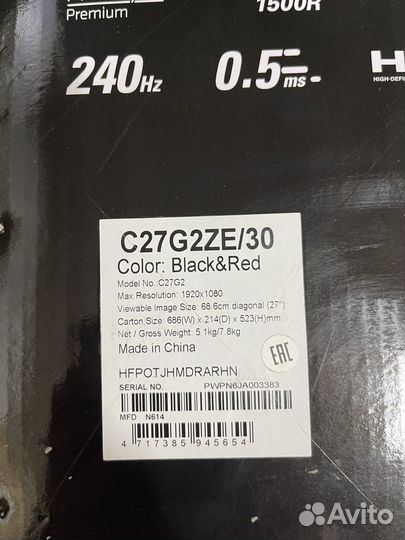 Premium
1500R
240Hz
0.5ms
HIGH-DEFI
C27G2ZE/30
Color: Black&Red
Model No. C27G2
Max.Resolution: 1920x1080
Viewable Image Size: 68.6cm diagonal (27")
Carton Size: 686(W) x 214(D) x 523(H)mm
Net / Gross Weight: 5.1kg/7.8kg
Made in China
EAC
HFPOTJHMDRARHN
SERIAL NO. PWPN6JA003383
MFD N614
4 717385 945654
Avito